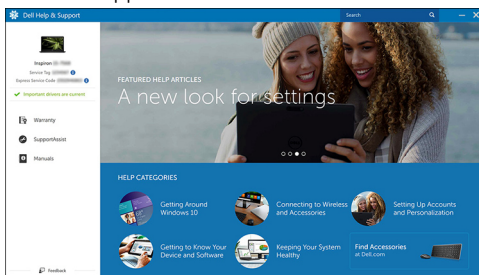 Dell Help & Support
Search
Inspiron
Service Tag
Express Service Code
Important drivers are current
Warranty
SupportAssist
Manuals
Feedback
FEATURED HELP ARTICLES
A new look for settings
HELP CATEGORIES
Getting Around
Windows 10
Connecting to Wireless
and Accessories
Setting Up Accounts
and Personalization
Getting to Know Your
Device and Software
Keeping Your System
Healthy
Find Accessories
at Dell.com